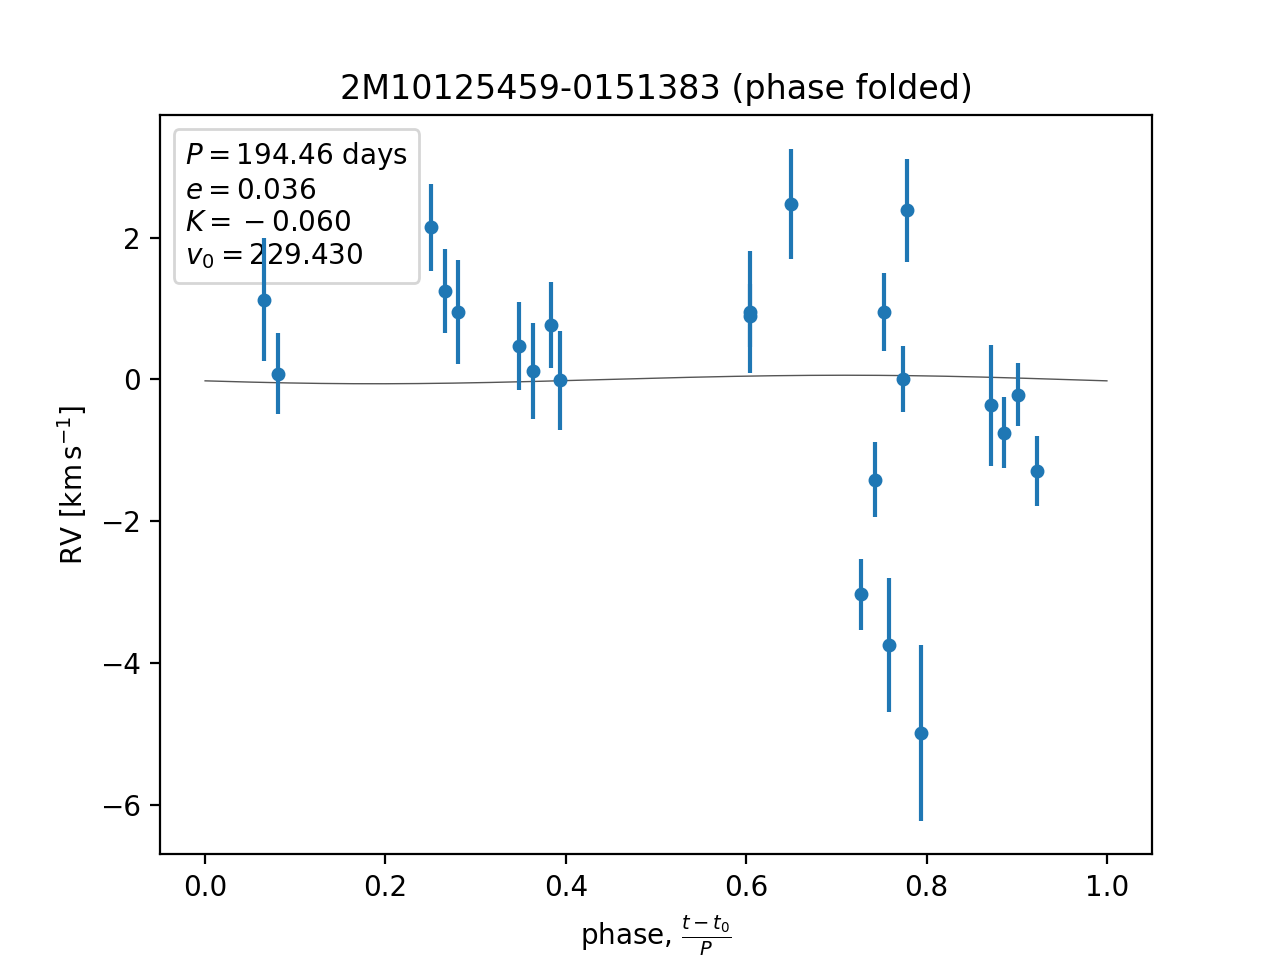 2M10125459-0151383 (phase folded)
P = 194.46 days
e = 0.036
K = −0.060
v₀ = 229.430
2
0
−2
−4
−6
RV [km s⁻¹]
0.0 0.2 0.4 0.6 0.8 1.0
phase, (t − t₀)/P